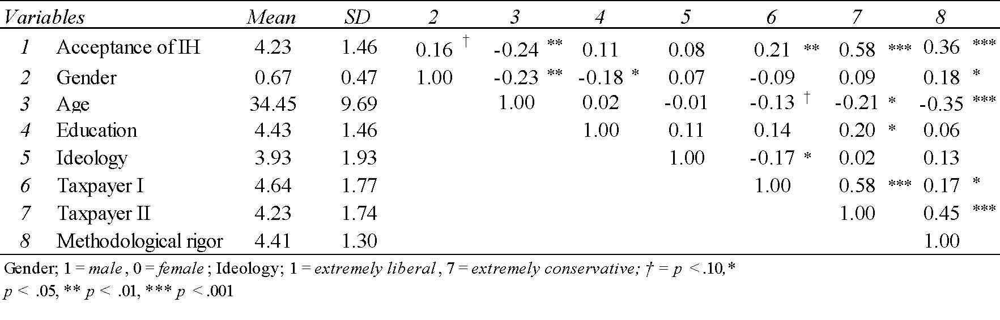 Variables Mean SD 2 3 4 5 6 7 8
1 Acceptance of IH 4.23 1.46 0.16 † -0.24 ** 0.11 0.08 0.21 ** 0.58 *** 0.36 ***
2 Gender 0.67 0.47 1.00 -0.23 ** -0.18 * 0.07 -0.09 0.09 0.18 *
3 Age 34.45 9.69 1.00 0.02 -0.01 -0.13 † -0.21 * -0.35 ***
4 Education 4.43 1.46 1.00 0.11 0.14 0.20 * 0.06
5 Ideology 3.93 1.93 1.00 -0.17 * 0.02 0.13
6 Taxpayer I 4.64 1.77 1.00 0.58 *** 0.17 *
7 Taxpayer II 4.23 1.74 1.00 0.45 ***
8 Methodological rigor 4.41 1.30 1.00
Gender; 1 = male, 0 = female; Ideology; 1 = extremely liberal, 7 = extremely conservative; † = p <.10,*
p < .05, ** p < .01, *** p <.001